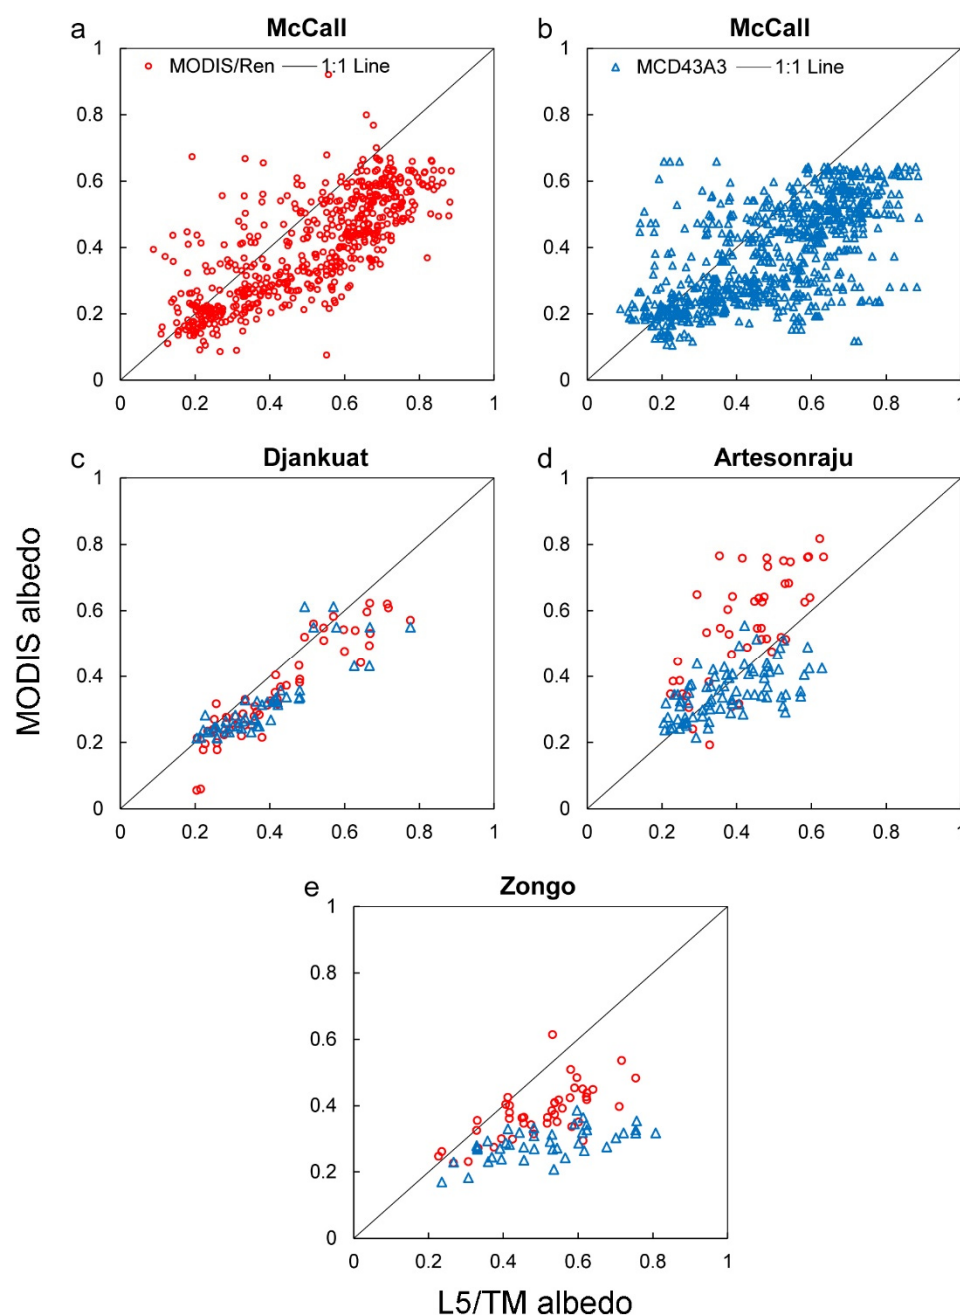 a McCall
MODIS/Ren 1:1 Line
1
0.8
0.6
0.4
0.2
0
0 0.2 0.4 0.6 0.8 1
b McCall
MCD43A3 1:1 Line
1
0.8
0.6
0.4
0.2
0
0 0.2 0.4 0.6 0.8 1
c Djankuat
1
0.8
0.6
0.4
0.2
0
0 0.2 0.4 0.6 0.8 1
d Artesonraju
1
0.8
0.6
0.4
0.2
0
0 0.2 0.4 0.6 0.8 1
MODIS albedo
e Zongo
1
0.8
0.6
0.4
0.2
0
0 0.2 0.4 0.6 0.8 1
L5/TM albedo